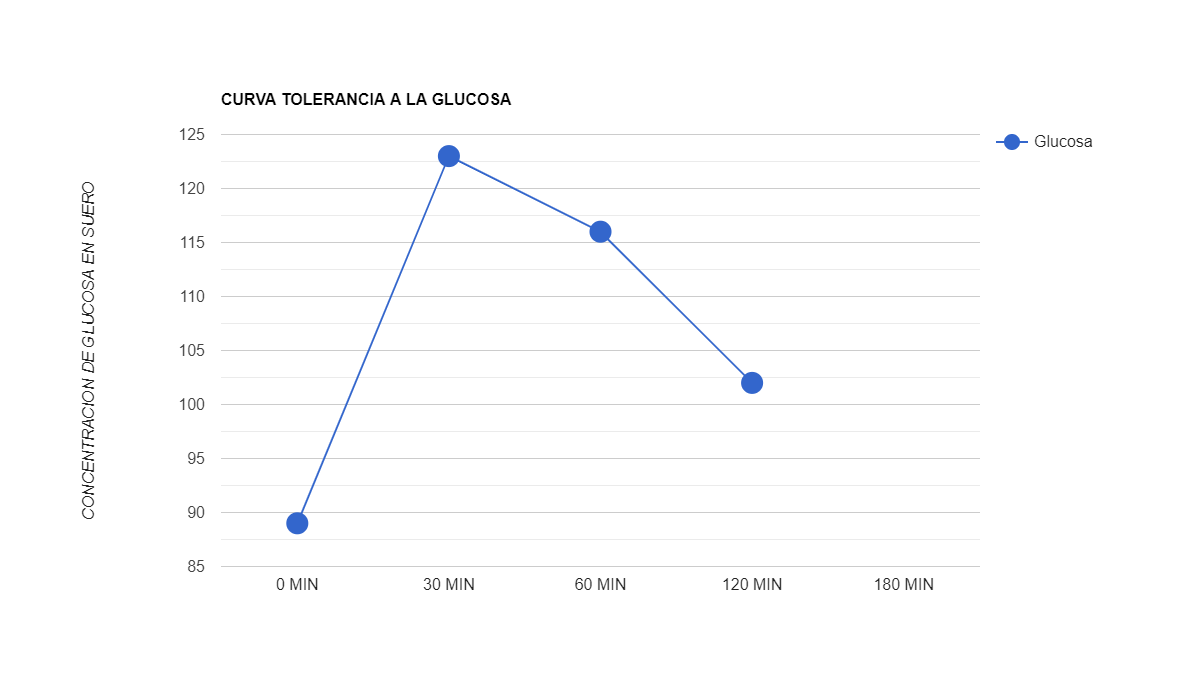 CURVA TOLERANCIA A LA GLUCOSA
Glucosa
CONCENTRACION DE GLUCOSA EN SUERO
125
120
115
110
105
100
95
90
85
0 MIN
30 MIN
60 MIN
120 MIN
180 MIN